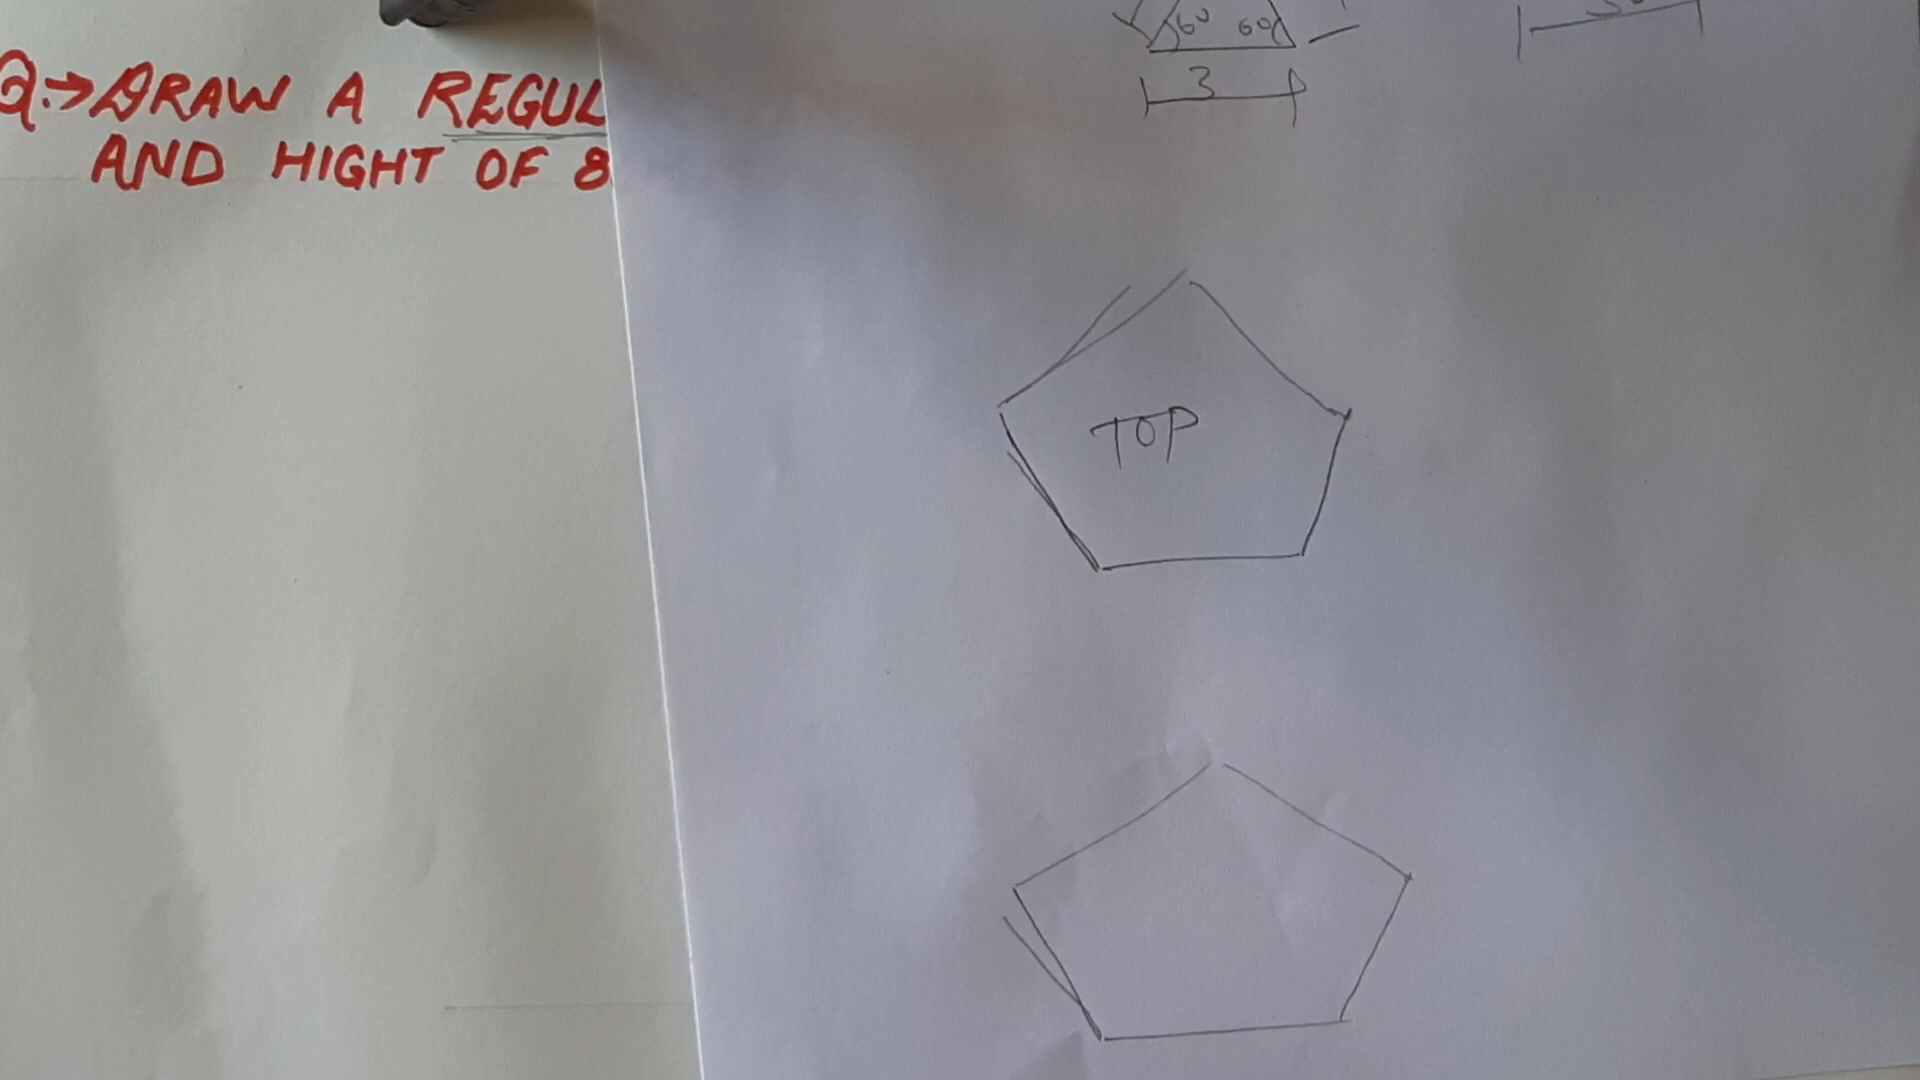 Q.→ DRAW A REGUL
AND HIGHT OF 8
60 60
3
TOP